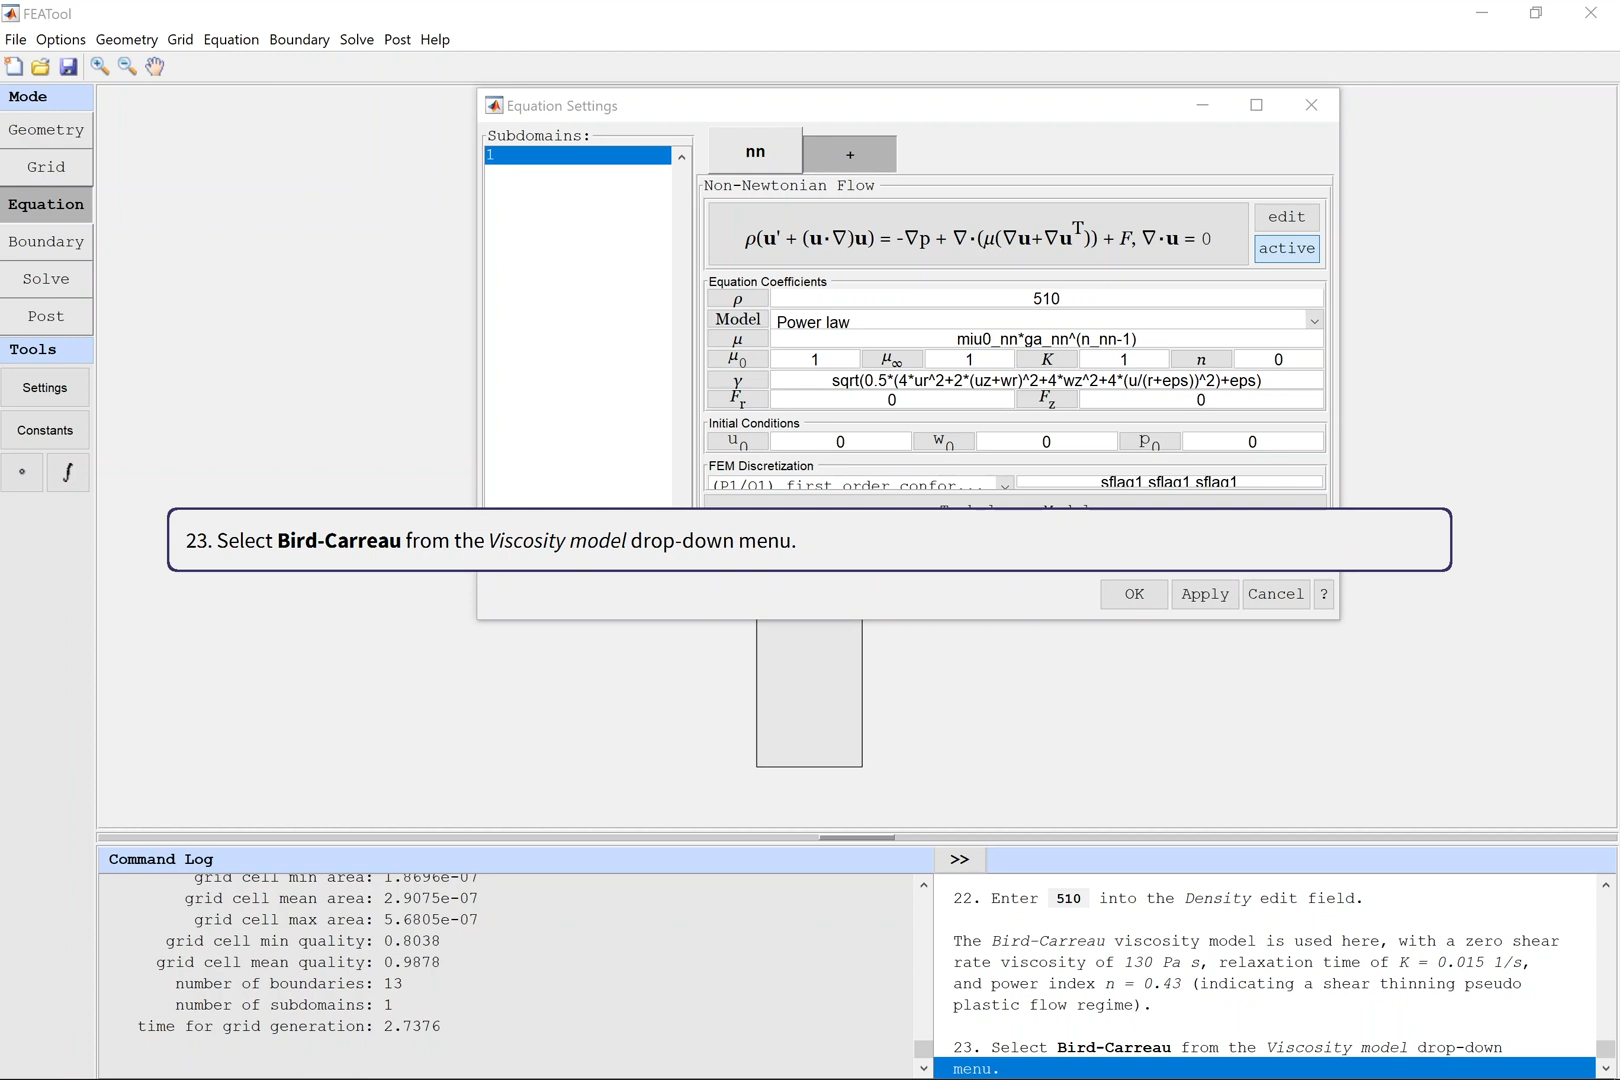 FEATool
File Options Geometry Grid Equation Boundary Solve Post Help
Mode
Geometry
Grid
Equation
Boundary
Solve
Post
Tools
Settings
Constants
∫
Equation Settings
Subdomains:
1
nn
+
Non-Newtonian Flow
ρ(u' + (u·∇)u) = -∇p + ∇·(μ(∇u+∇uᵀ)) + F, ∇·u = 0
edit
active
Equation Coefficients
ρ 510
Model Power law
μ miu0_nn*ga_nn^(n_nn-1)
μ₀ 1 μ∞ 1 K 1 n 0
γ sqrt(0.5*(4*ur^2+2*(uz+wr)^2+4*wz^2+4*(u/(r+eps))^2)+eps)
Fr 0 Fz 0
Initial Conditions
u₀ 0 w₀ 0 p₀ 0
FEM Discretization
(P1/Q1) first order confor... sflag1 sflag1 sflag1
23. Select Bird-Carreau from the Viscosity model drop-down menu.
OK Apply Cancel ?
Command Log
grid cell min area: 1.8696e-07
grid cell mean area: 2.9075e-07
grid cell max area: 5.6805e-07
grid cell min quality: 0.8038
grid cell mean quality: 0.9878
number of boundaries: 13
number of subdomains: 1
time for grid generation: 2.7376
>>
22. Enter 510 into the Density edit field.
The Bird-Carreau viscosity model is used here, with a zero shear
rate viscosity of 130 Pa s, relaxation time of K = 0.015 1/s,
and power index n = 0.43 (indicating a shear thinning pseudo
plastic flow regime).
23. Select Bird-Carreau from the Viscosity model drop-down
menu.